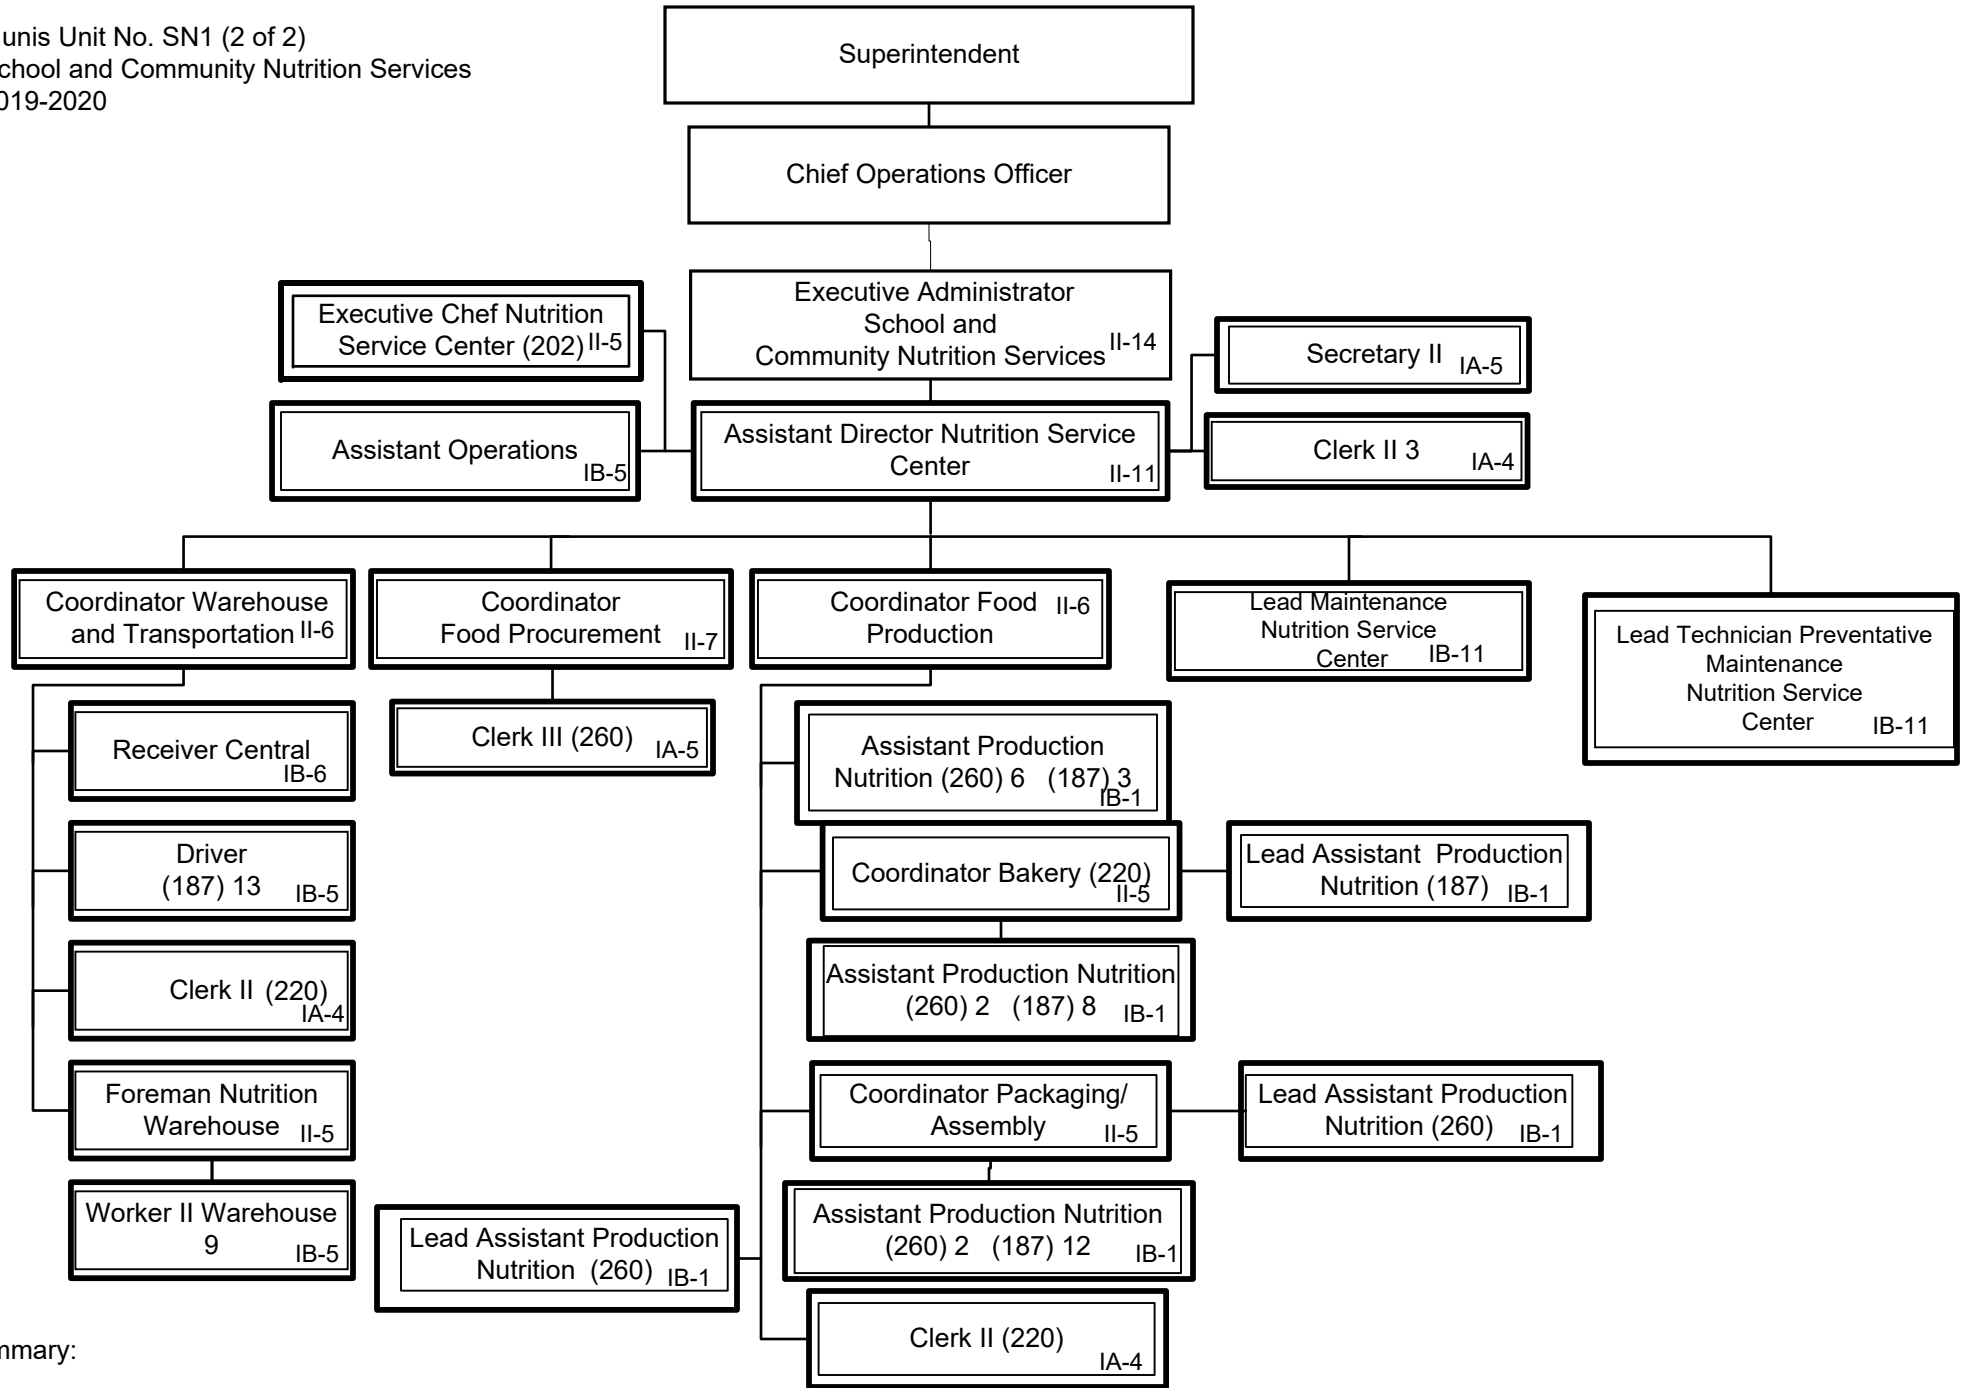 unis Unit No. SN1 (2 of 2)
chool and Community Nutrition Services
019-2020
Superintendent
Chief Operations Officer
Executive Administrator
School and
Community Nutrition Services II-14
Executive Chef Nutrition
Service Center (202) II-5
Secretary II IA-5
Assistant Operations
IB-5
Assistant Director Nutrition Service
Center II-11
Clerk II 3 IA-4
Coordinator Warehouse
and Transportation II-6
Coordinator
Food Procurement II-7
Coordinator Food II-6
Production
Lead Maintenance
Nutrition Service
Center IB-11
Lead Technician Preventative
Maintenance
Nutrition Service
Center IB-11
Receiver Central
IB-6
Clerk III (260) IA-5
Assistant Production
Nutrition (260) 6 (187) 3
IB-1
Driver
(187) 13 IB-5
Coordinator Bakery (220)
II-5
Lead Assistant Production
Nutrition (187) IB-1
Clerk II (220)
IA-4
Assistant Production Nutrition
(260) 2 (187) 8 IB-1
Foreman Nutrition
Warehouse II-5
Coordinator Packaging/
Assembly II-5
Lead Assistant Production
Nutrition (260) IB-1
Worker II Warehouse
9 IB-5
Lead Assistant Production
Nutrition (260) IB-1
Assistant Production Nutrition
(260) 2 (187) 12 IB-1
Clerk II (220)
IA-4
mmary: